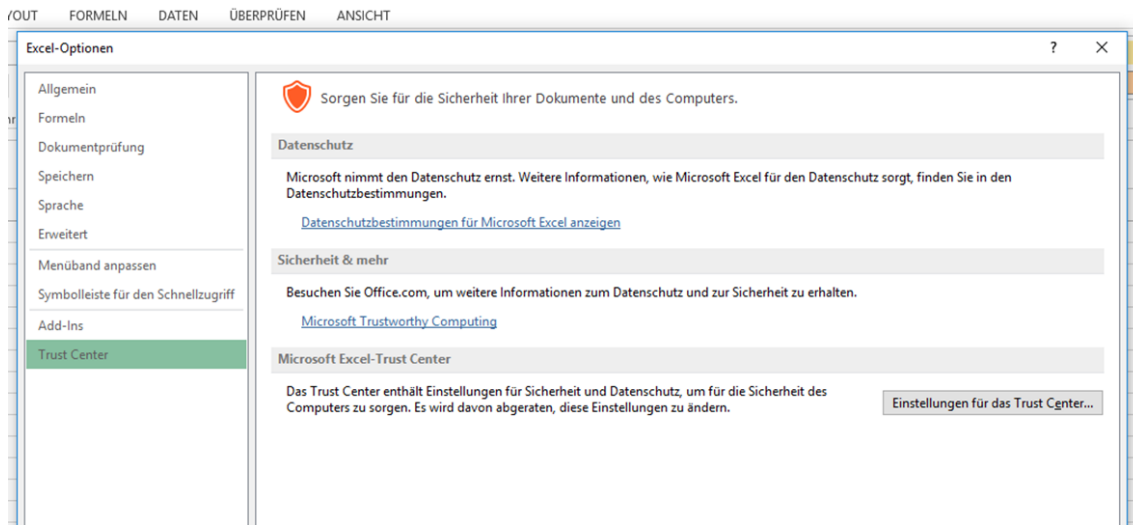 YOUT FORMELN DATEN ÜBERPRÜFEN ANSICHT
Excel-Optionen ? ×
Allgemein
Formeln
Dokumentprüfung
Speichern
Sprache
Erweitert
Menüband anpassen
Symbolleiste für den Schnellzugriff
Add-Ins
Trust Center
Sorgen Sie für die Sicherheit Ihrer Dokumente und des Computers.
Datenschutz
Microsoft nimmt den Datenschutz ernst. Weitere Informationen, wie Microsoft Excel für den Datenschutz sorgt, finden Sie in den
Datenschutzbestimmungen.
Datenschutzbestimmungen für Microsoft Excel anzeigen
Sicherheit & mehr
Besuchen Sie Office.com, um weitere Informationen zum Datenschutz und zur Sicherheit zu erhalten.
Microsoft Trustworthy Computing
Microsoft Excel-Trust Center
Das Trust Center enthält Einstellungen für Sicherheit und Datenschutz, um für die Sicherheit des
Computers zu sorgen. Es wird davon abgeraten, diese Einstellungen zu ändern.
Einstellungen für das Trust Center...